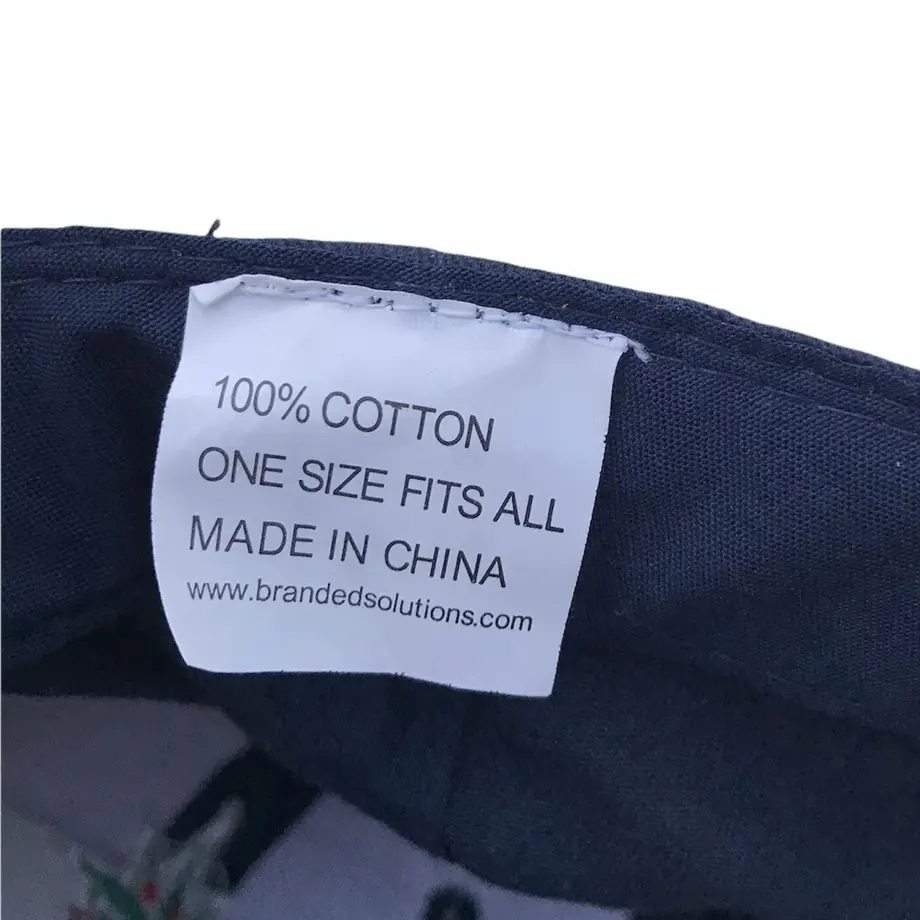 100% COTTON
ONE SIZE FITS ALL
MADE IN CHINA
www.brandedsolutions.com